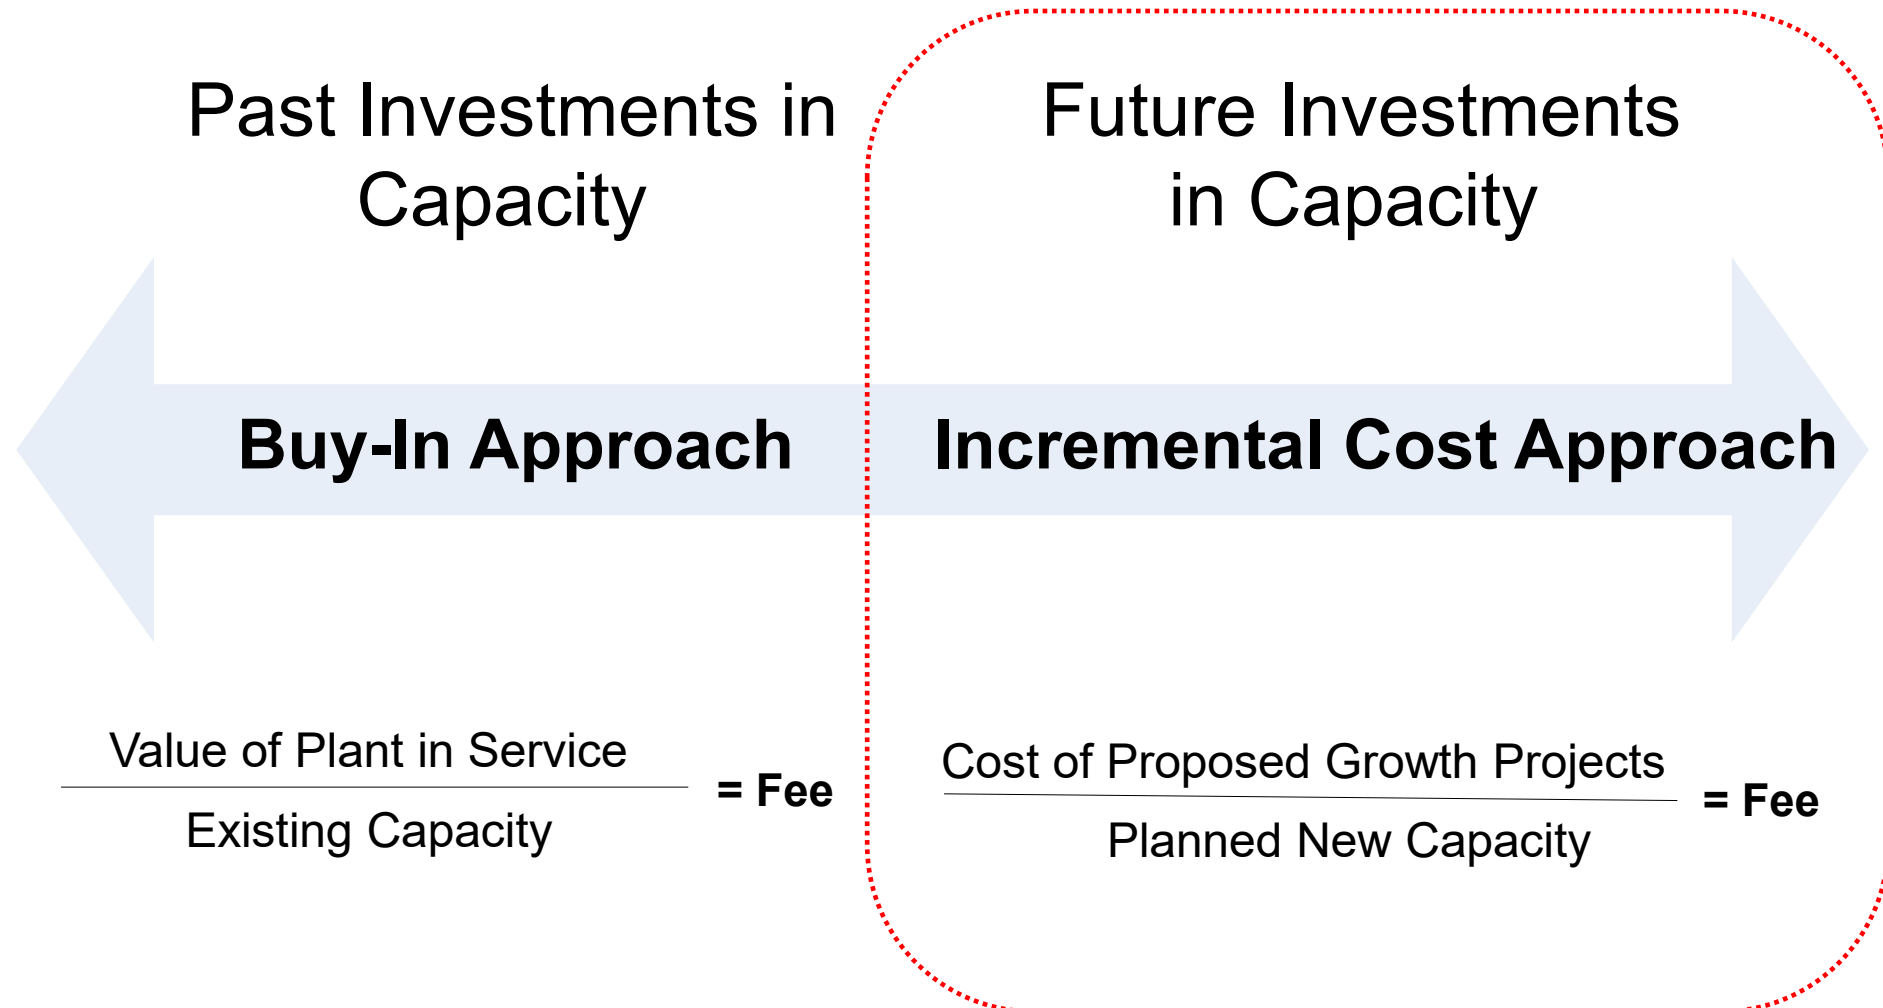 Past Investments in
Capacity
Future Investments
in Capacity
Buy-In Approach
Incremental Cost Approach
Value of Plant in Service
Existing Capacity
= Fee
Cost of Proposed Growth Projects
Planned New Capacity
= Fee